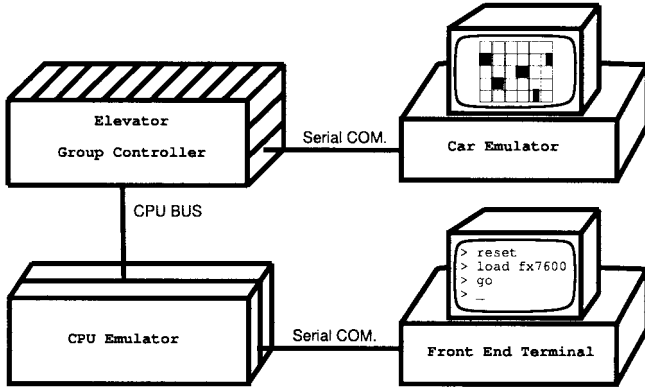 Elevator
Group Controller
Serial COM.
Car Emulator
CPU BUS
> reset
> load fx7600
> go
> _
CPU Emulator
Serial COM.
Front End Terminal